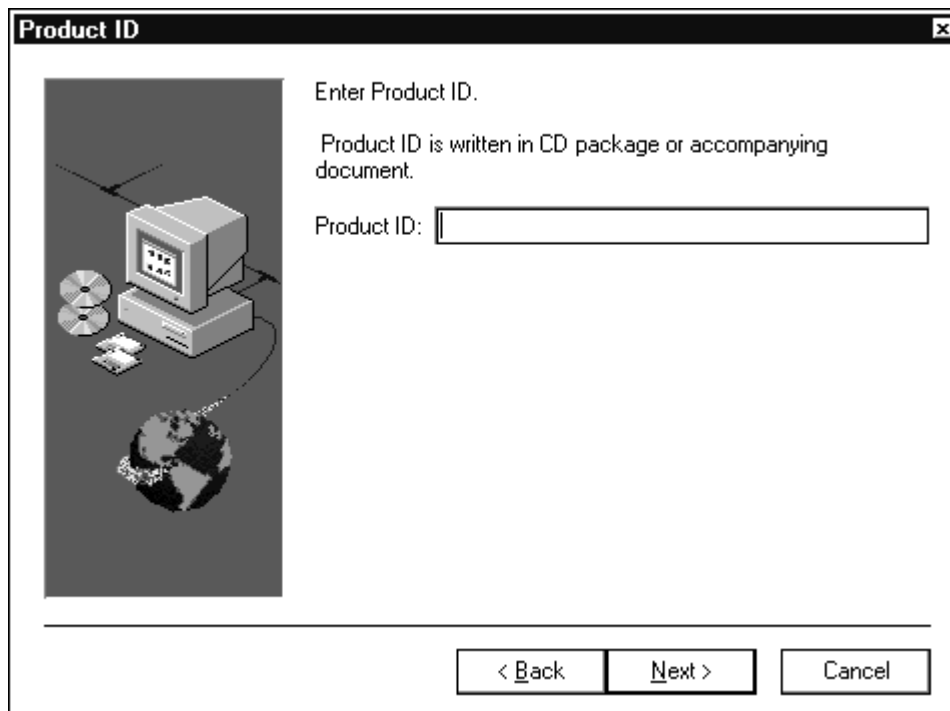 Product ID
Enter Product ID.
Product ID is written in CD package or accompanying
document.
Product ID:
< Back
Next >
Cancel